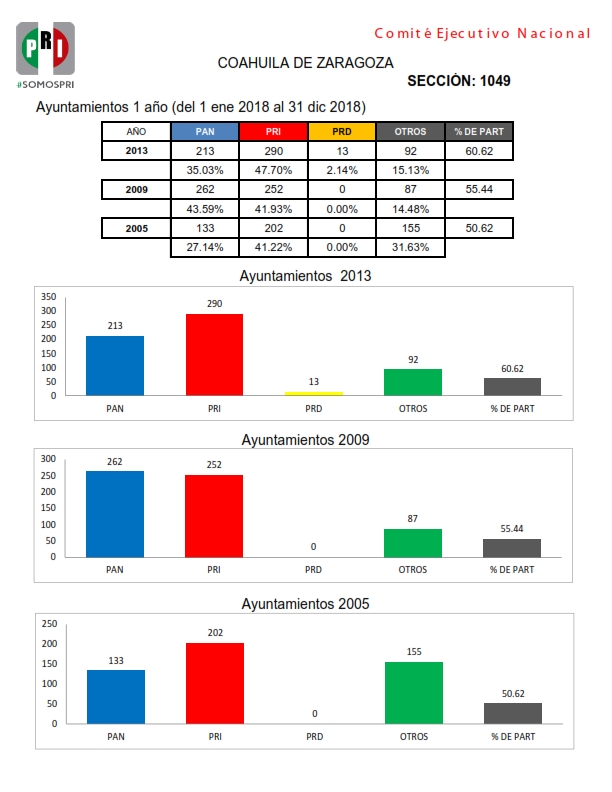 PRI
Comité Ejecutivo Nacional
#SOMOSPRI
COAHUILA DE ZARAGOZA
SECCIÓN: 1049
Ayuntamientos 1 año (del 1 ene 2018 al 31 dic 2018)
AÑO PAN PRI PRD OTROS % DE PART
2013 213 290 13 92 60.62
35.03% 47.70% 2.14% 15.13%
2009 262 252 0 87 55.44
43.59% 41.93% 0.00% 14.48%
2005 133 202 0 155 50.62
27.14% 41.22% 0.00% 31.63%
Ayuntamientos 2013
350
300
250
200
150
100
50
0
213 290 13 92 60.62
PAN PRI PRD OTROS % DE PART
Ayuntamientos 2009
300
250
200
150
100
50
0
262 252 0 87 55.44
PAN PRI PRD OTROS % DE PART
Ayuntamientos 2005
250
200
150
100
50
0
133 202 0 155 50.62
PAN PRI PRD OTROS % DE PART